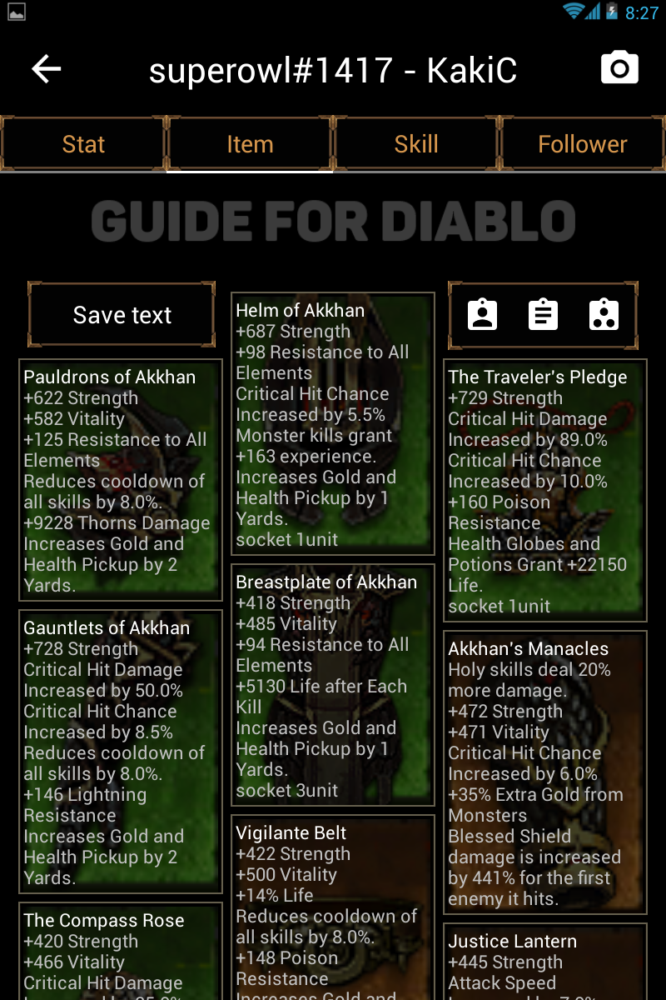 8:27
superowl#1417 - KakiC
Stat
Item
Skill
Follower
GUIDE FOR DIABLO
Save text
Pauldrons of Akkhan
+622 Strength
+582 Vitality
+125 Resistance to All
Elements
Reduces cooldown of
all skills by 8.0%.
+9228 Thorns Damage
Increases Gold and
Health Pickup by 2
Yards.
Gauntlets of Akkhan
+728 Strength
Critical Hit Damage
Increased by 50.0%
Critical Hit Chance
Increased by 8.5%
Reduces cooldown of
all skills by 8.0%.
+146 Lightning
Resistance
Increases Gold and
Health Pickup by 2
Yards.
The Compass Rose
+420 Strength
+466 Vitality
Critical Hit Damage
Helm of Akkhan
+687 Strength
+98 Resistance to All
Elements
Critical Hit Chance
Increased by 5.5%
Monster kills grant
+163 experience.
Increases Gold and
Health Pickup by 1
Yards.
socket 1unit
Breastplate of Akkhan
+418 Strength
+485 Vitality
+94 Resistance to All
Elements
+5130 Life after Each
Kill
Increases Gold and
Health Pickup by 1
Yards.
socket 3unit
Vigilante Belt
+422 Strength
+500 Vitality
+14% Life
Reduces cooldown of
all skills by 8.0%.
+148 Poison
Resistance
Increases Gold and
The Traveler's Pledge
+729 Strength
Critical Hit Damage
Increased by 89.0%
Critical Hit Chance
Increased by 10.0%
+160 Poison
Resistance
Health Globes and
Potions Grant +22150
Life.
socket 1unit
Akkhan's Manacles
Holy skills deal 20%
more damage.
+472 Strength
+471 Vitality
Critical Hit Chance
Increased by 6.0%
+35% Extra Gold from
Monsters
Blessed Shield
damage is increased
by 441% for the first
enemy it hits.
Justice Lantern
+445 Strength
Attack Speed